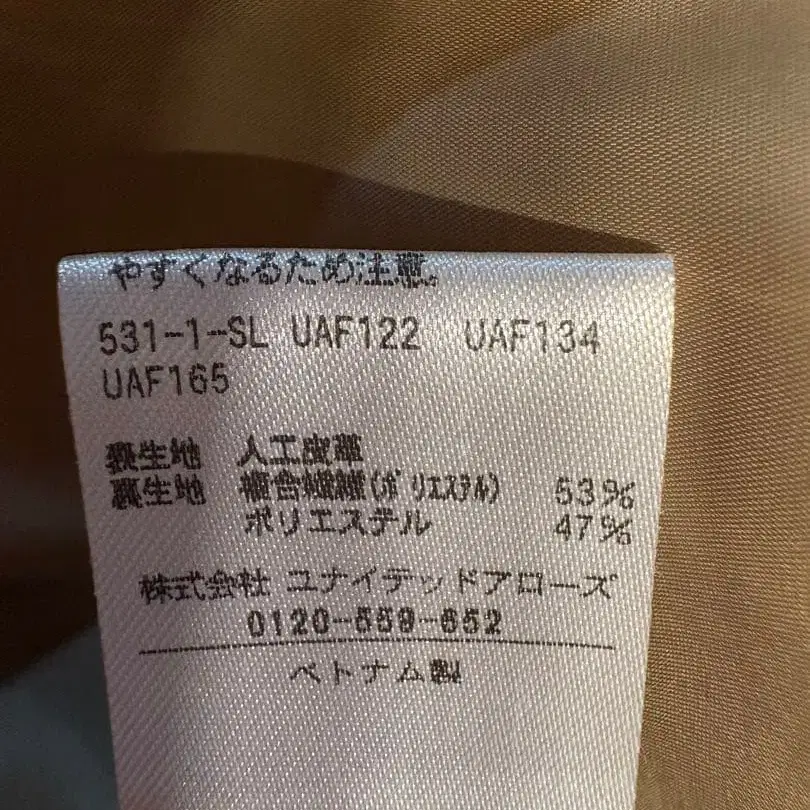 やすくなるため注意。
531-1-SL UAF122 UAF134
UAF165
表生地 人工皮革
裏生地 複合繊維(ポリエステル) 53%
ポリエステル 47%
株式会社 ユナイテッドアローズ
0120-559-652
ベトナム製